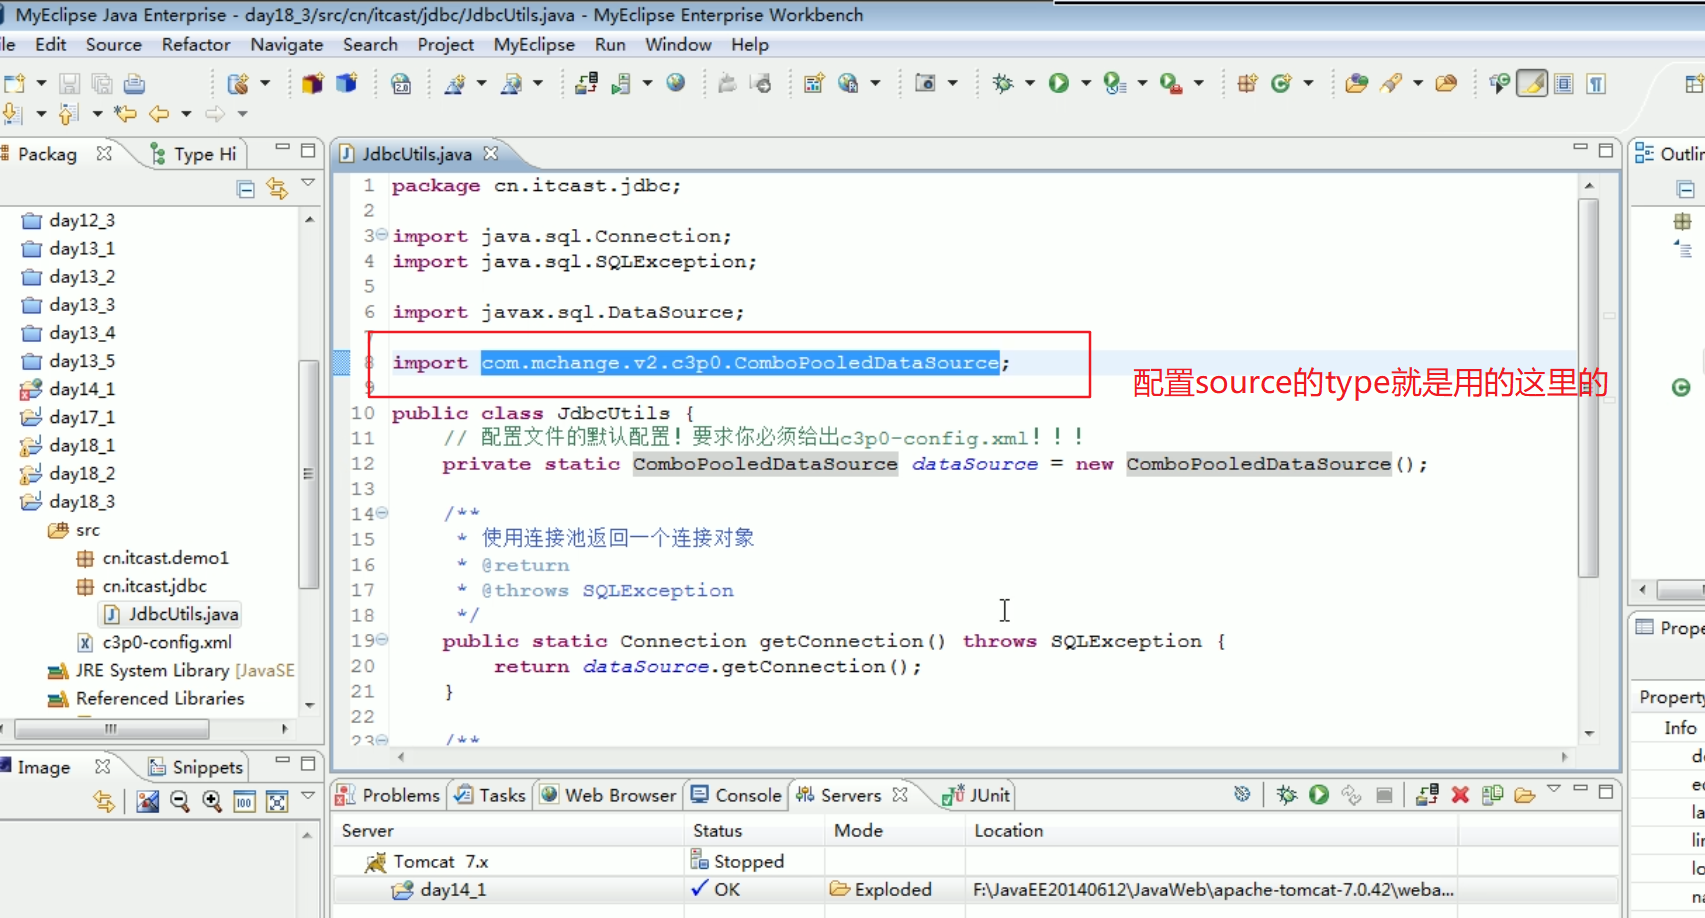 MyEclipse Java Enterprise - day18_3/src/cn/itcast/jdbc/JdbcUtils.java - MyEclipse Enterprise Workbench
ile Edit Source Refactor Navigate Search Project MyEclipse Run Window Help
Packag Type Hi
day12_3
day13_1
day13_2
day13_3
day13_4
day13_5
day14_1
day17_1
day18_1
day18_2
day18_3
src
cn.itcast.demo1
cn.itcast.jdbc
JdbcUtils.java
c3p0-config.xml
JRE System Library [JavaSE
Referenced Libraries
Image Snippets
JdbcUtils.java
1 package cn.itcast.jdbc;
2
3 import java.sql.Connection;
4 import java.sql.SQLException;
5
6 import javax.sql.DataSource;
7
8 import com.mchange.v2.c3p0.ComboPooledDataSource;
9
10 public class JdbcUtils {
11 // 配置文件的默认配置！要求你必须给出c3p0-config.xml！！！
12 private static ComboPooledDataSource dataSource = new ComboPooledDataSource();
13
14 /**
15 * 使用连接池返回一个连接对象
16 * @return
17 * @throws SQLException
18 */
19 public static Connection getConnection() throws SQLException {
20 return dataSource.getConnection();
21 }
22
23 /**
配置source的type就是用的这里的
Outlin
Prope
Property
Info
Problems Tasks Web Browser Console Servers JUnit
Server Status Mode Location
Tomcat 7.x Stopped
day14_1 OK Exploded F:\JavaEE20140612\JavaWeb\apache-tomcat-7.0.42\weba...